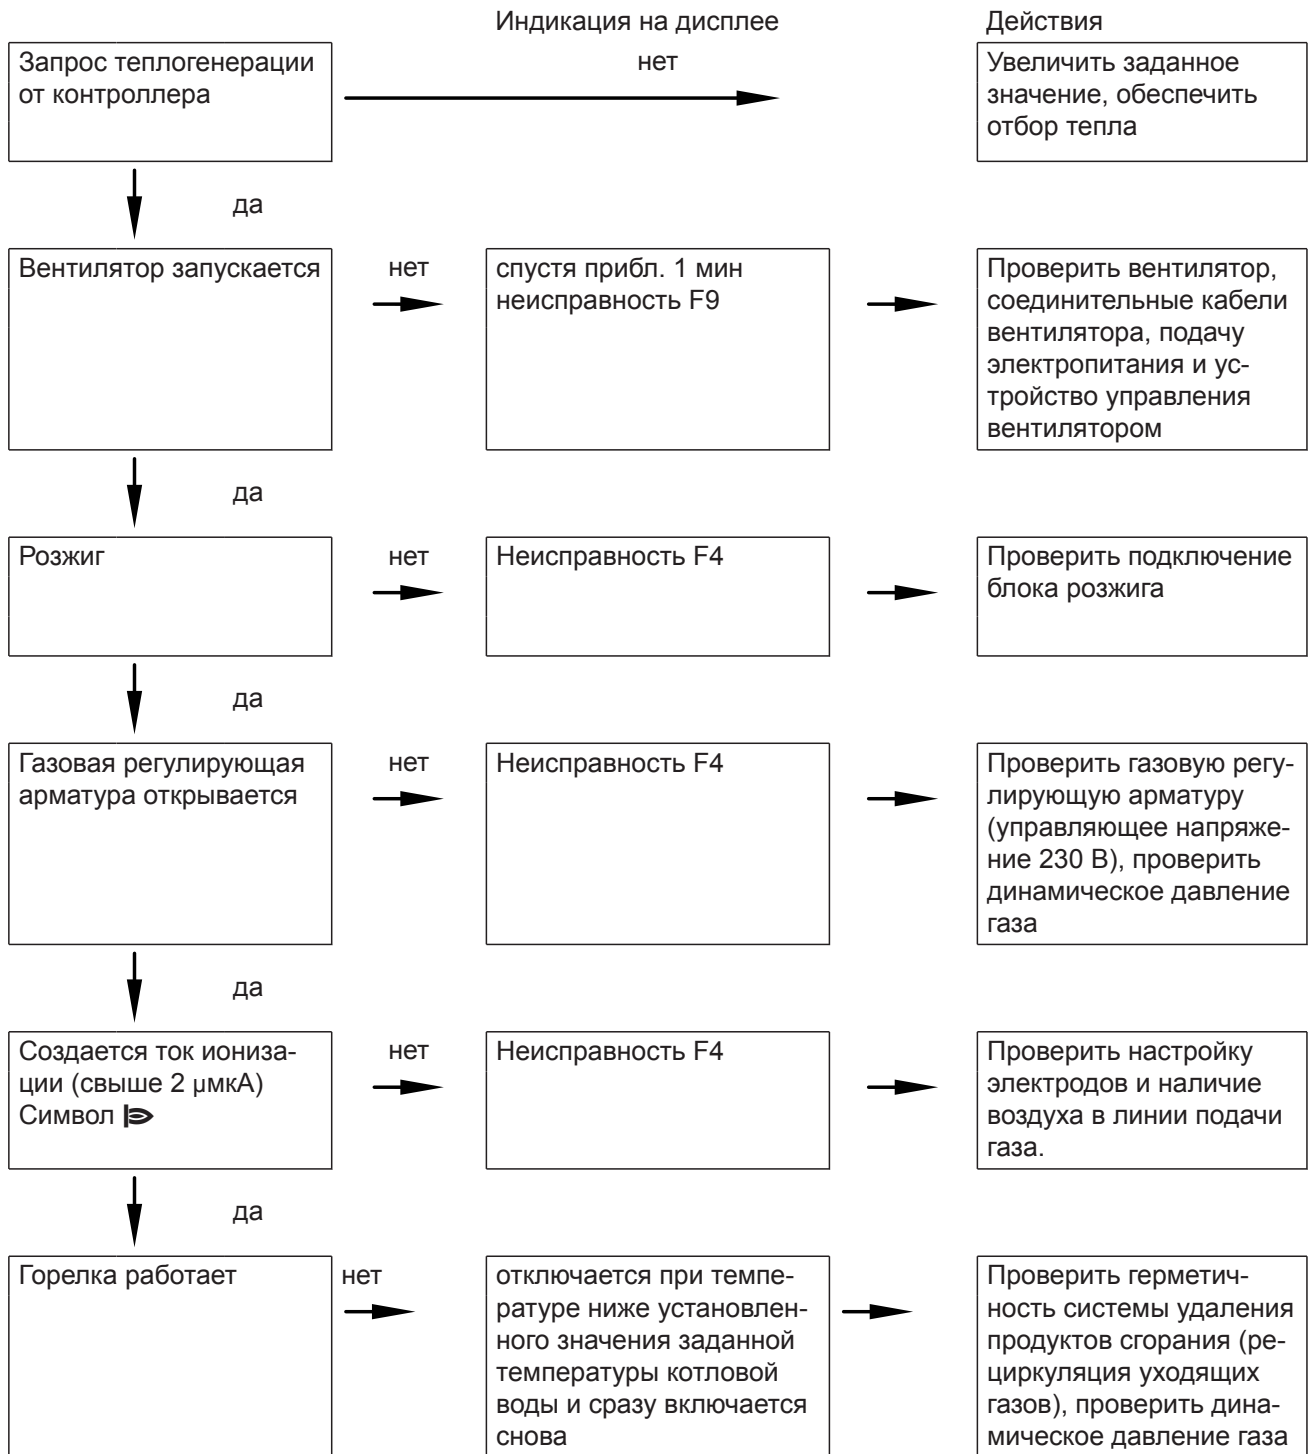 Индикация на дисплее
Действия
Запрос теплогенерации
от контроллера
нет
Увеличить заданное
значение, обеспечить
отбор тепла
да
Вентилятор запускается
нет
спустя прибл. 1 мин
неисправность F9
Проверить вентилятор,
соединительные кабели
вентилятора, подачу
электропитания и ус-
тройство управления
вентилятором
да
Розжиг
нет
Неисправность F4
Проверить подключение
блока розжига
да
Газовая регулирующая
арматура открывается
нет
Неисправность F4
Проверить газовую регу-
лирующую арматуру
(управляющее напряже-
ние 230 В), проверить
динамическое давление
газа
да
Создается ток иониза-
ции (свыше 2 μмкА)
Символ
нет
Неисправность F4
Проверить настройку
электродов и наличие
воздуха в линии подачи
газа.
да
Горелка работает
нет
отключается при темпе-
ратуре ниже установлен-
ного значения заданной
температуры котловой
воды и сразу включается
снова
Проверить герметич-
ность системы удаления
продуктов сгорания (ре-
циркуляция уходящих
газов), проверить дина-
мическое давление газа